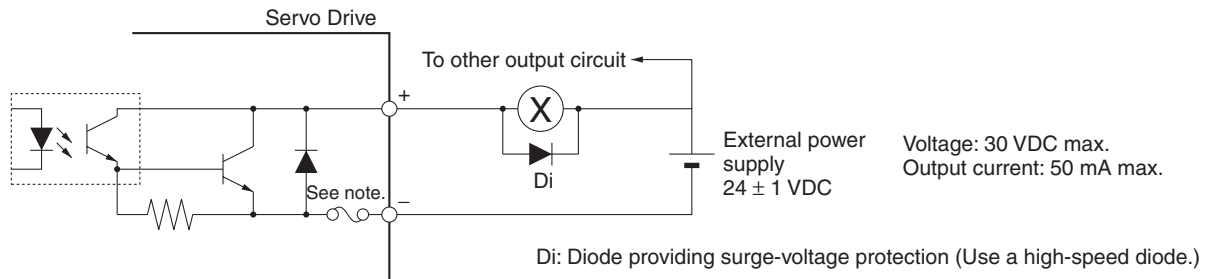 Servo Drive
To other output circuit
+
X
External power
supply
24 ± 1 VDC
Voltage: 30 VDC max.
Output current: 50 mA max.
Di
See note.
−
Di: Diode providing surge-voltage protection (Use a high-speed diode.)